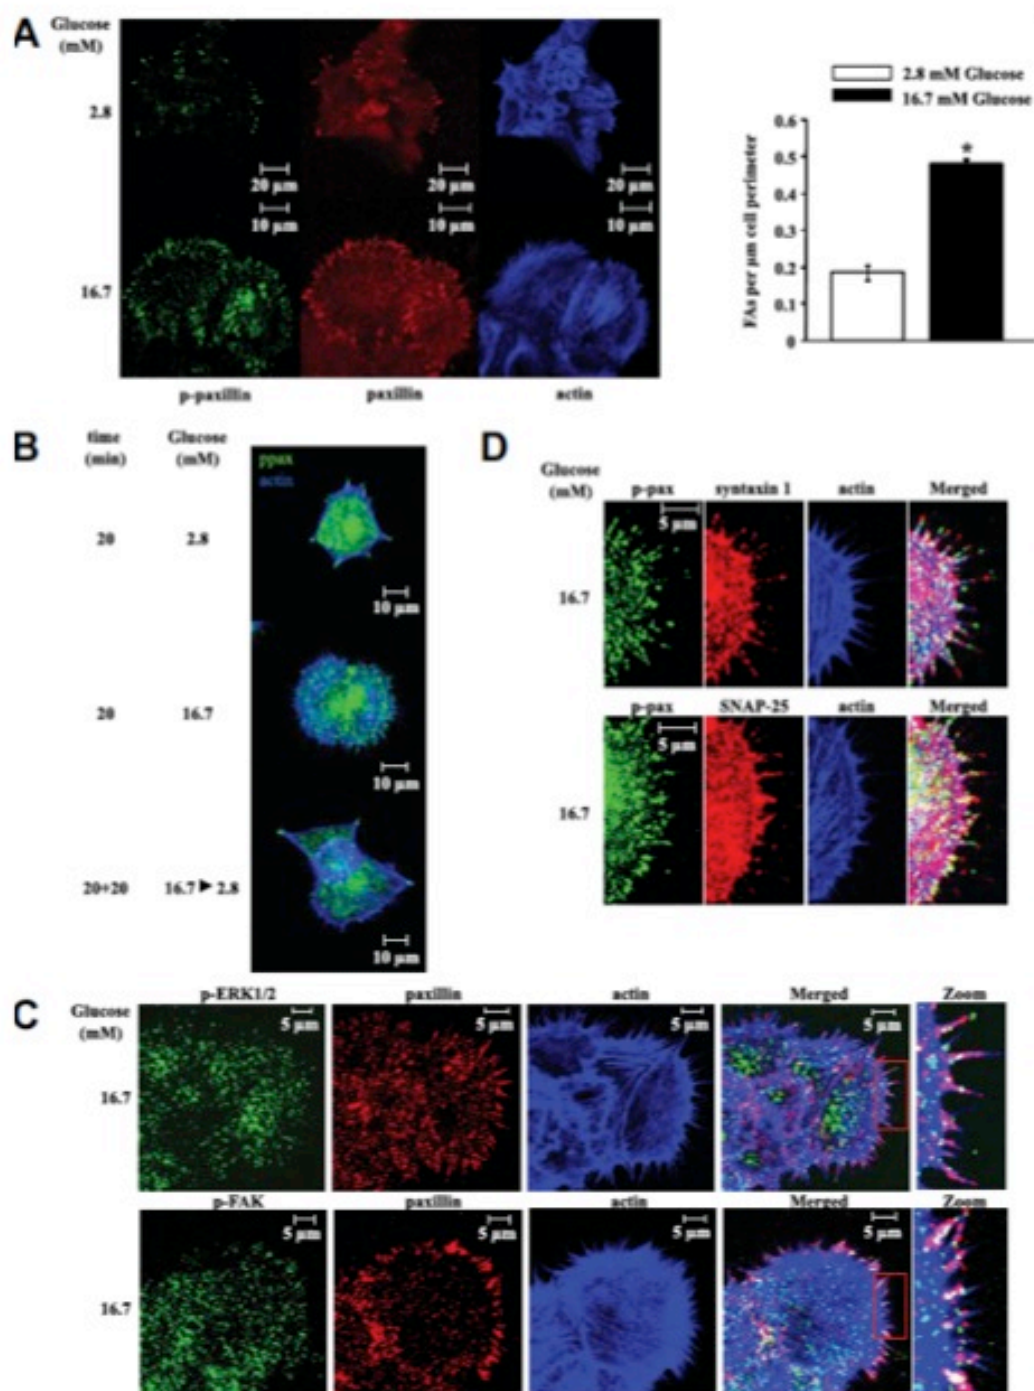 A
Glucose
(mM)
2.8
20 µm
20 µm
20 µm
10 µm
10 µm
10 µm
16.7
p-paxillin
paxillin
actin
2.8 mM Glucose
16.7 mM Glucose
FAs per µm cell perimeter
0.6
0.5
0.4
0.3
0.2
0.1
0
*
B
time
(min)
Glucose
(mM)
ppax
actin
20
2.8
10 µm
20
16.7
10 µm
20+20
16.7 ► 2.8
10 µm
D
Glucose
(mM)
p-pax
syntaxin 1
actin
Merged
5 µm
16.7
p-pax
SNAP-25
actin
Merged
5 µm
16.7
C
Glucose
(mM)
p-ERK1/2
paxillin
actin
Merged
Zoom
5 µm
5 µm
5 µm
5 µm
16.7
p-FAK
paxillin
actin
Merged
Zoom
5 µm
5 µm
5 µm
5 µm
16.7